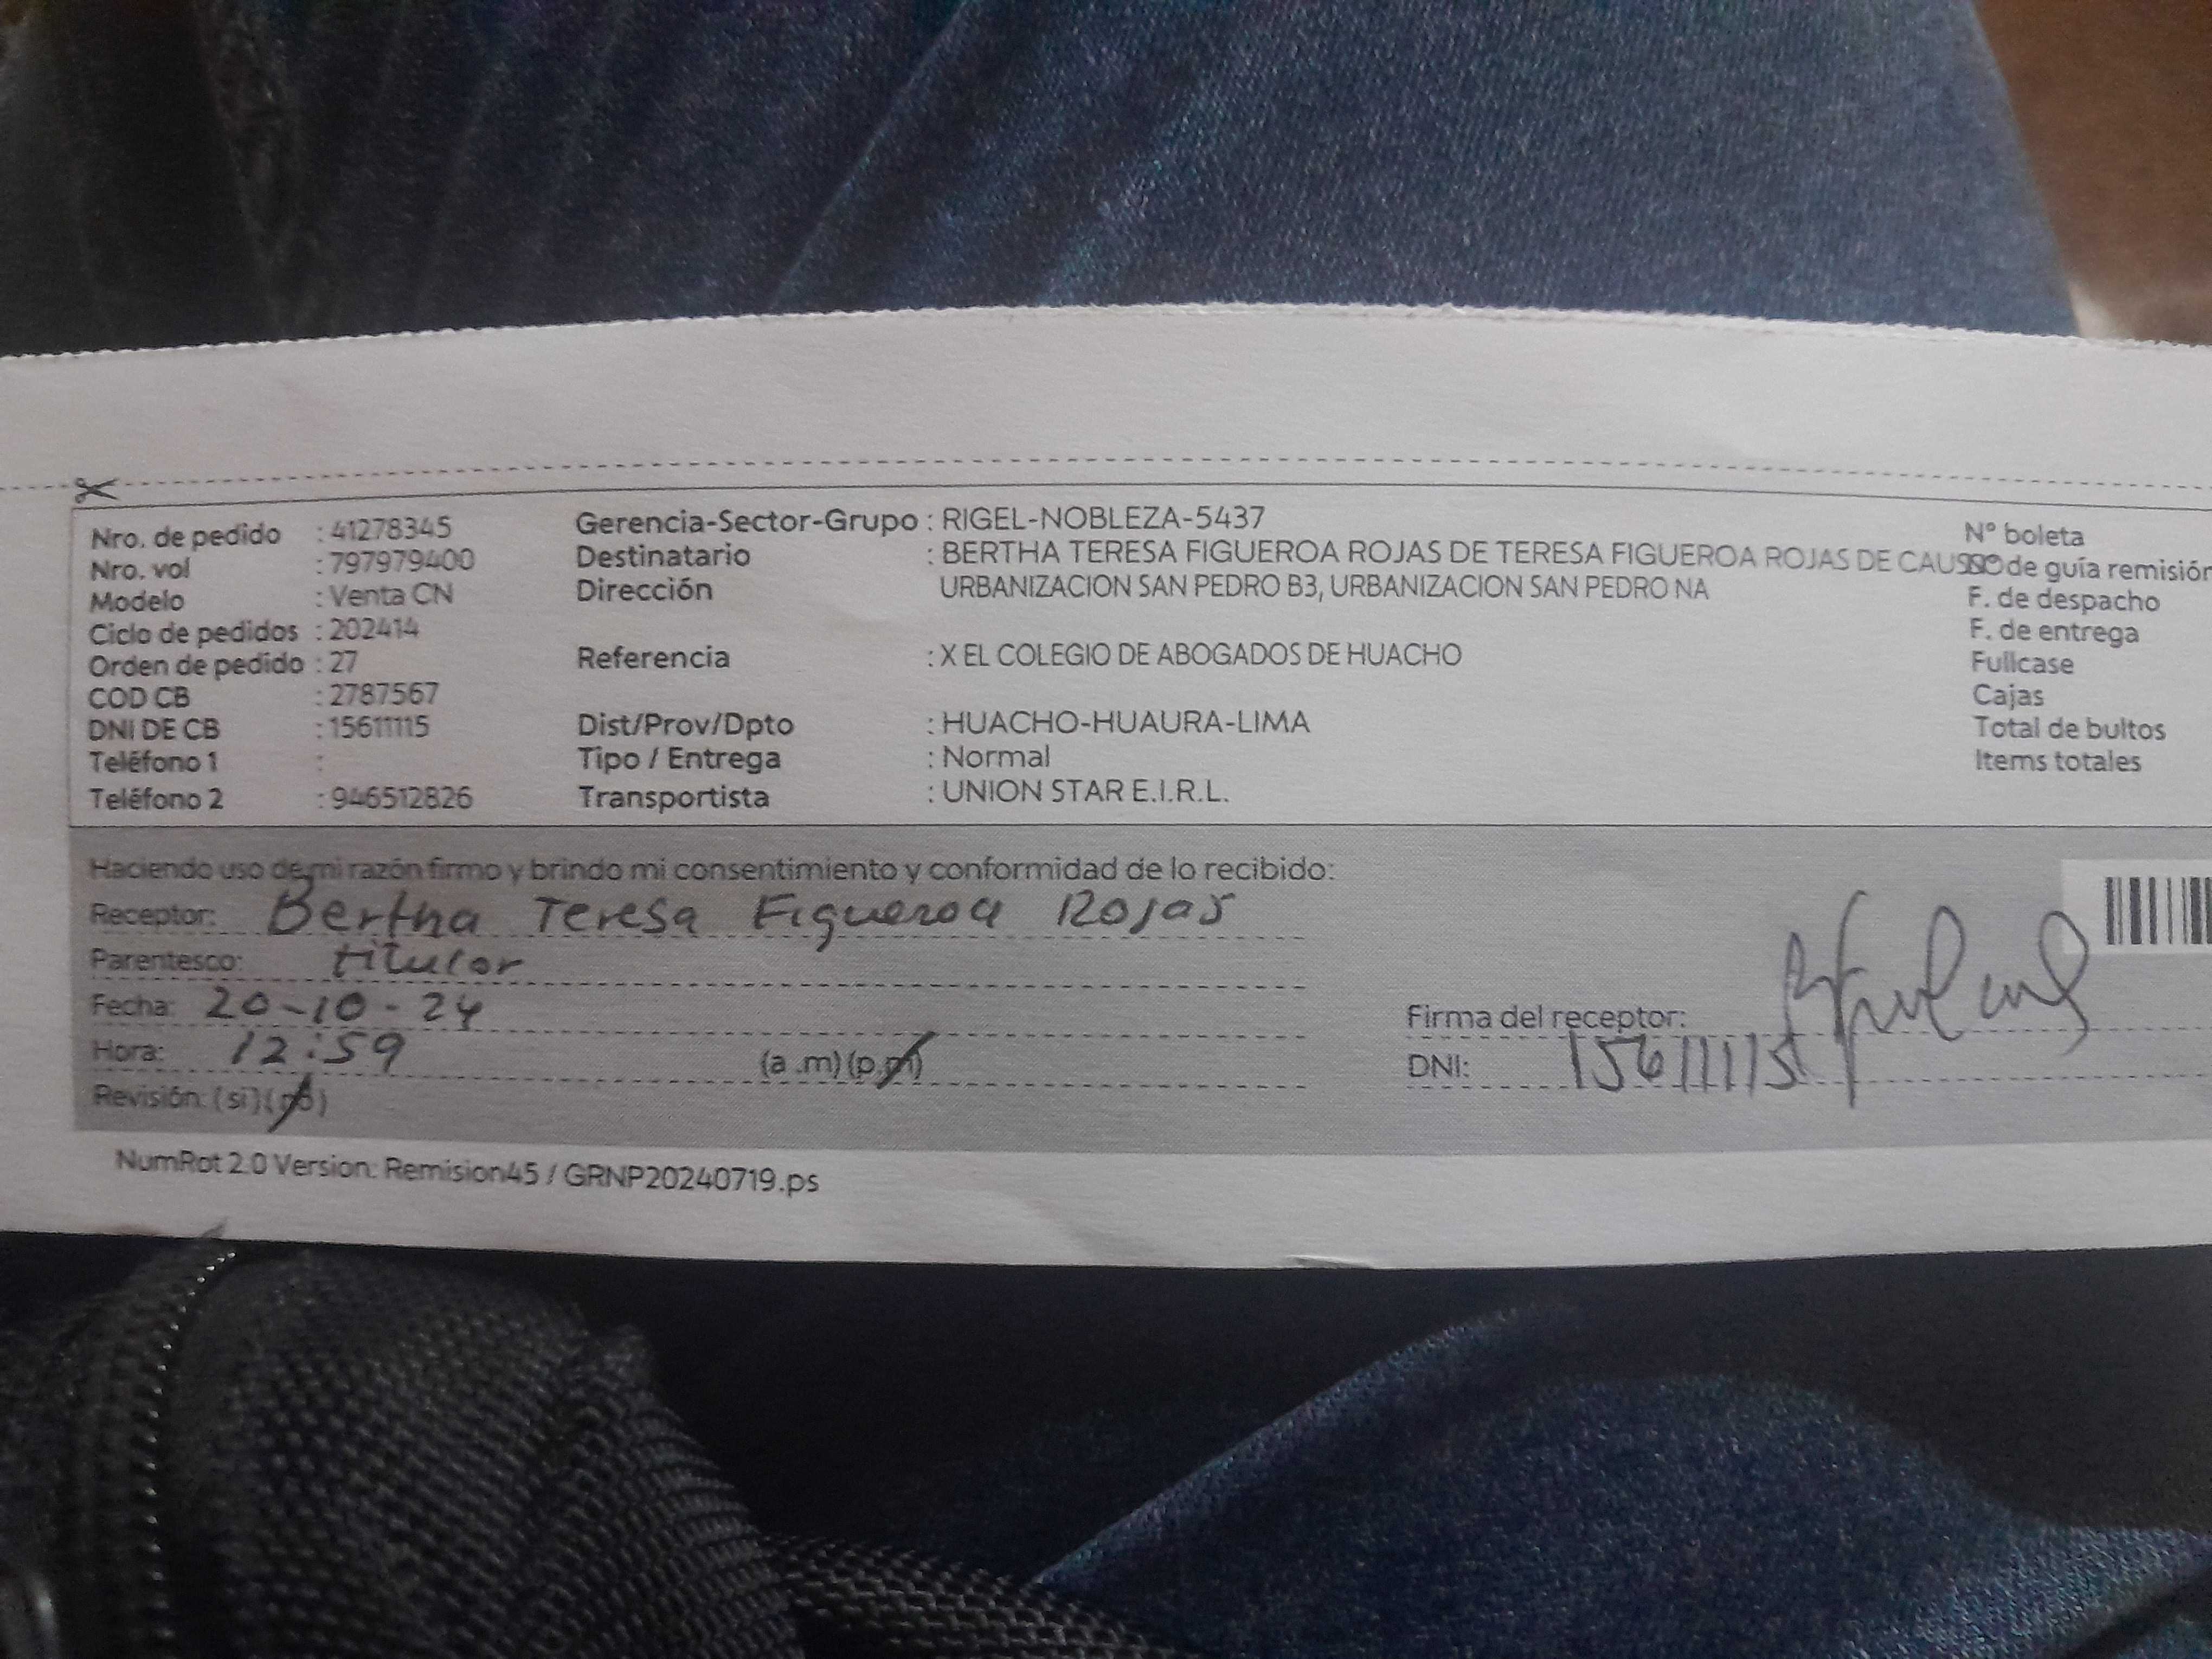 Nro. de pedido : 41278345
Nro. vol : 797979400
Modelo : Venta CN
Ciclo de pedidos : 202414
Orden de pedido : 27
COD CB : 2787567
DNI DE CB : 15611115
Teléfono 1 :
Teléfono 2 : 946512826
Gerencia-Sector-Grupo : RIGEL-NOBLEZA-5437
Destinatario : BERTHA TERESA FIGUEROA ROJAS DE TERESA FIGUEROA ROJAS DE
Dirección URBANIZACION SAN PEDRO B3, URBANIZACION SAN PEDRO NA
Referencia : X EL COLEGIO DE ABOGADOS DE HUACHO
Dist/Prov/Dpto : HUACHO-HUAURA-LIMA
Tipo / Entrega : Normal
Transportista : UNION STAR E.I.R.L.
N° boleta
de guía remisión
F. de despacho
F. de entrega
Fullcase
Cajas
Total de bultos
Items totales
Haciendo uso de mi razón firmo y brindo mi consentimiento y conformidad de lo recibido:
Receptor: Bertha Teresa Figueroa Rojas
Parentesco: titular
Fecha: 20-10-24
Hora: 12:59 (a .m) (p.m)
Revisión: (si) (no)
Firma del receptor:
DNI: 15611115
NumRot 2.0 Version: Remision45 / GRNP20240719.ps